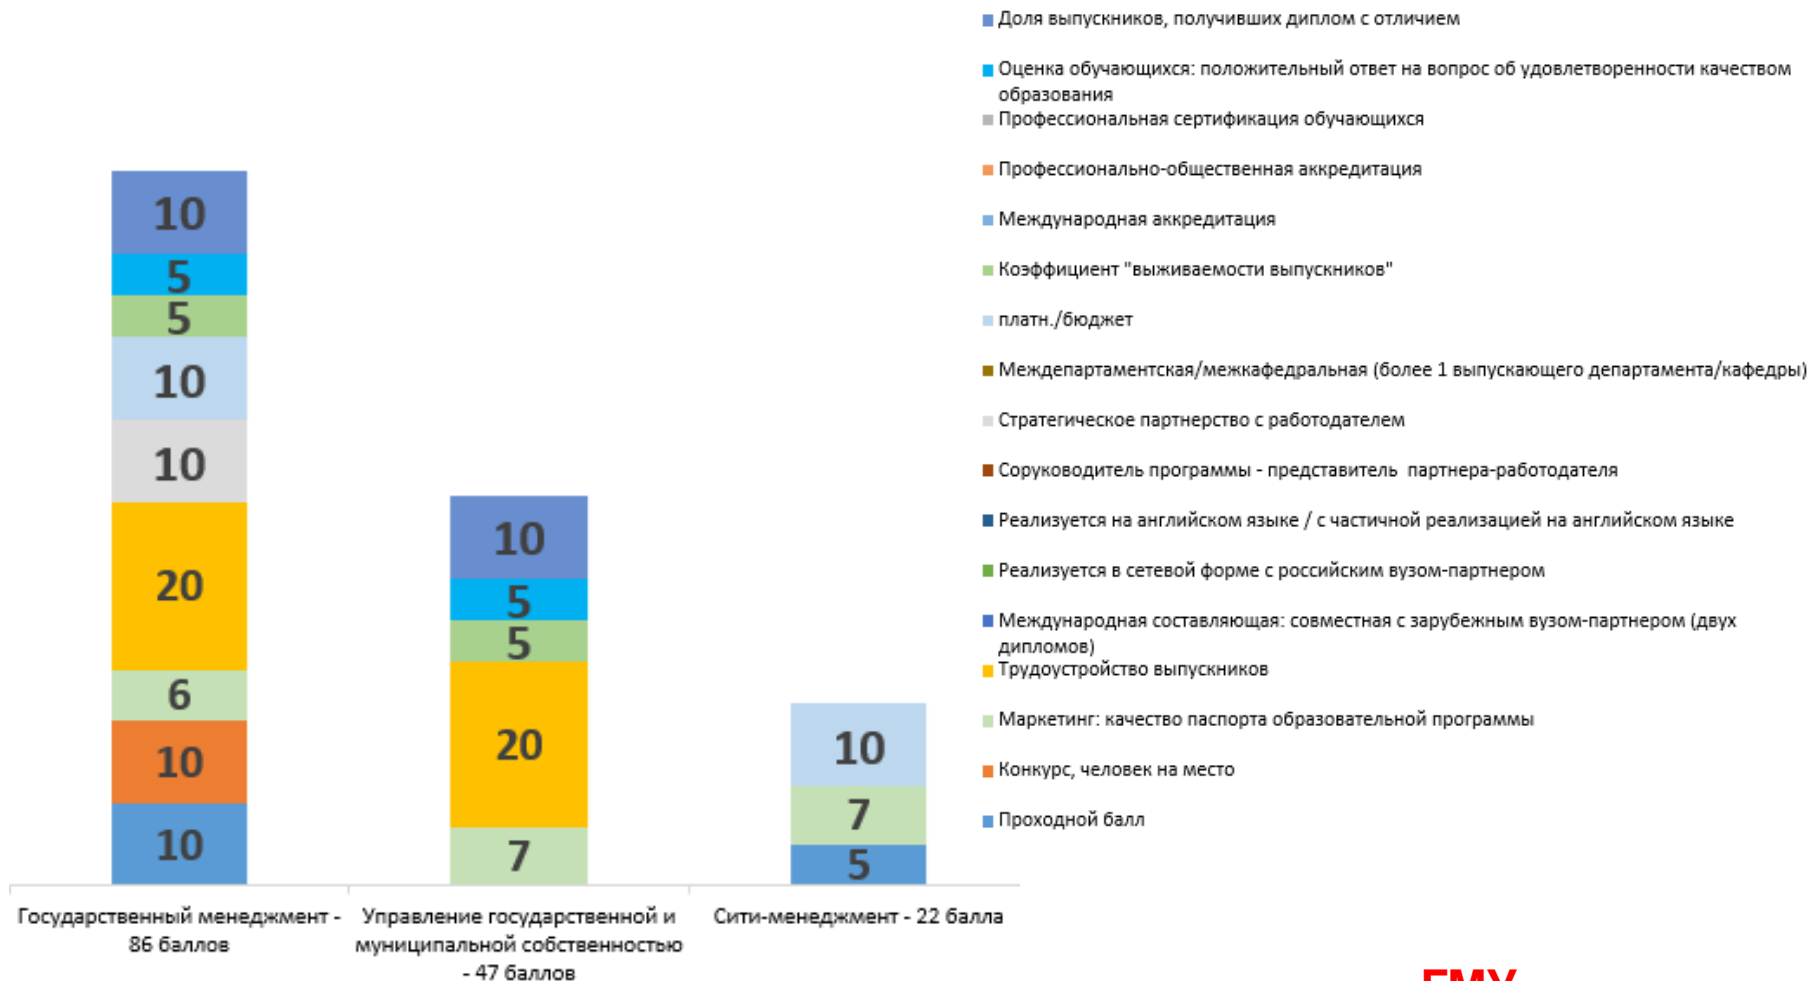 Доля выпускников, получивших диплом с отличием
Оценка обучающихся: положительный ответ на вопрос об удовлетворенности качеством
образования
Профессиональная сертификация обучающихся
Профессионально-общественная аккредитация
Международная аккредитация
Коэффициент "выживаемости выпускников"
платн./бюджет
Междепартаментская/межкафедральная (более 1 выпускающего департамента/кафедры)
Стратегическое партнерство с работодателем
Соруководитель программы - представитель партнера-работодателя
Реализуется на английском языке / с частичной реализацией на английском языке
Реализуется в сетевой форме с российским вузом-партнером
Международная составляющая: совместная с зарубежным вузом-партнером (двух
дипломов)
Трудоустройство выпускников
Маркетинг: качество паспорта образовательной программы
Конкурс, человек на место
Проходной балл
10
5
5
10
10
20
6
10
10
10
5
5
20
7
10
7
5
Государственный менеджмент -
86 баллов
Управление государственной и
муниципальной собственностью
- 47 баллов
Сити-менеджмент - 22 балла